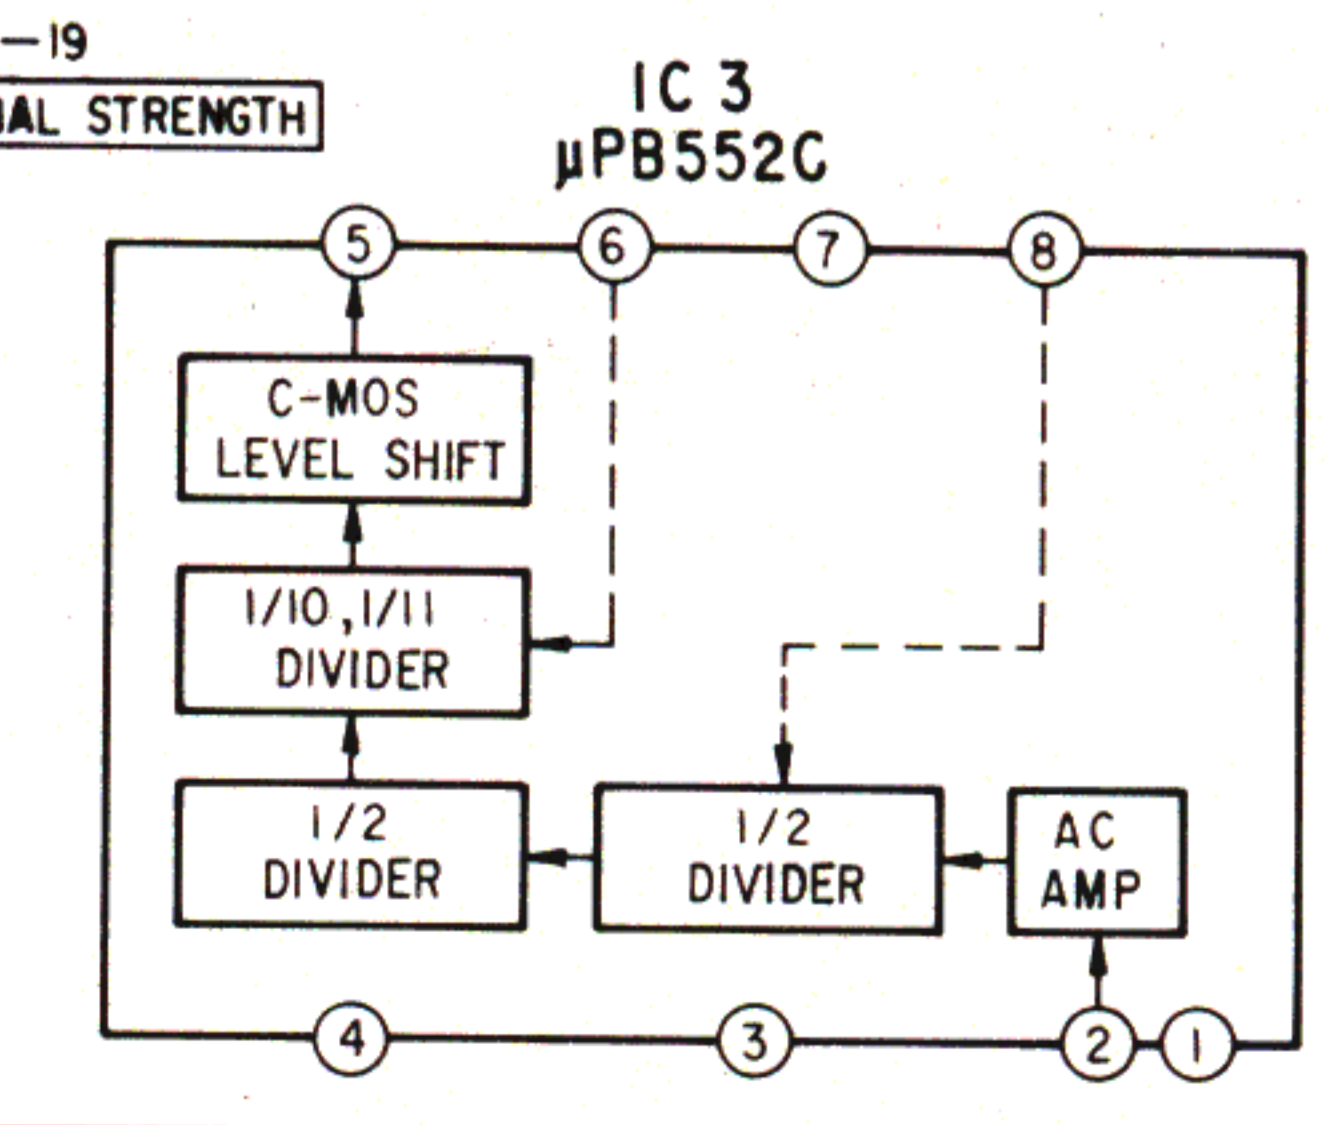 —19
STRENGTH
IC 3
μPB552C
5
6
7
8
C-MOS
LEVEL SHIFT
1/10,1/11
DIVIDER
1/2
DIVIDER
1/2
DIVIDER
AC
AMP
4
3
2
1